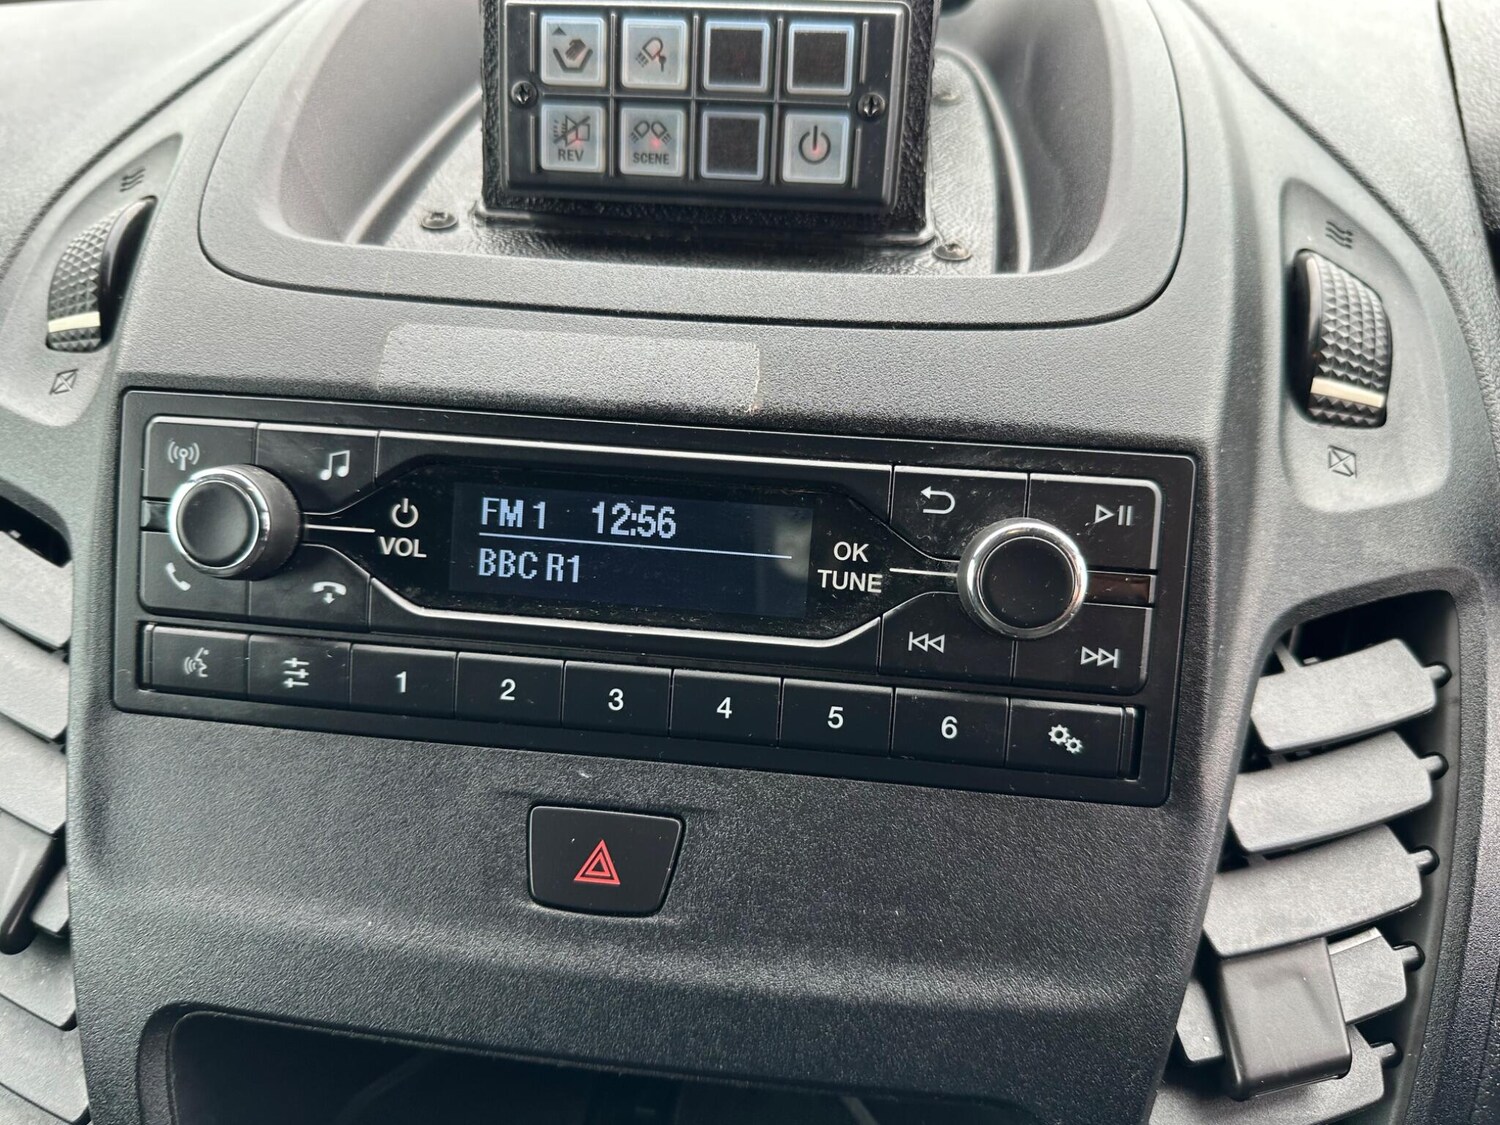 REV
SCENE
VOL
FM 1 12:56
BBC R1
OK
TUNE
1
2
3
4
5
6